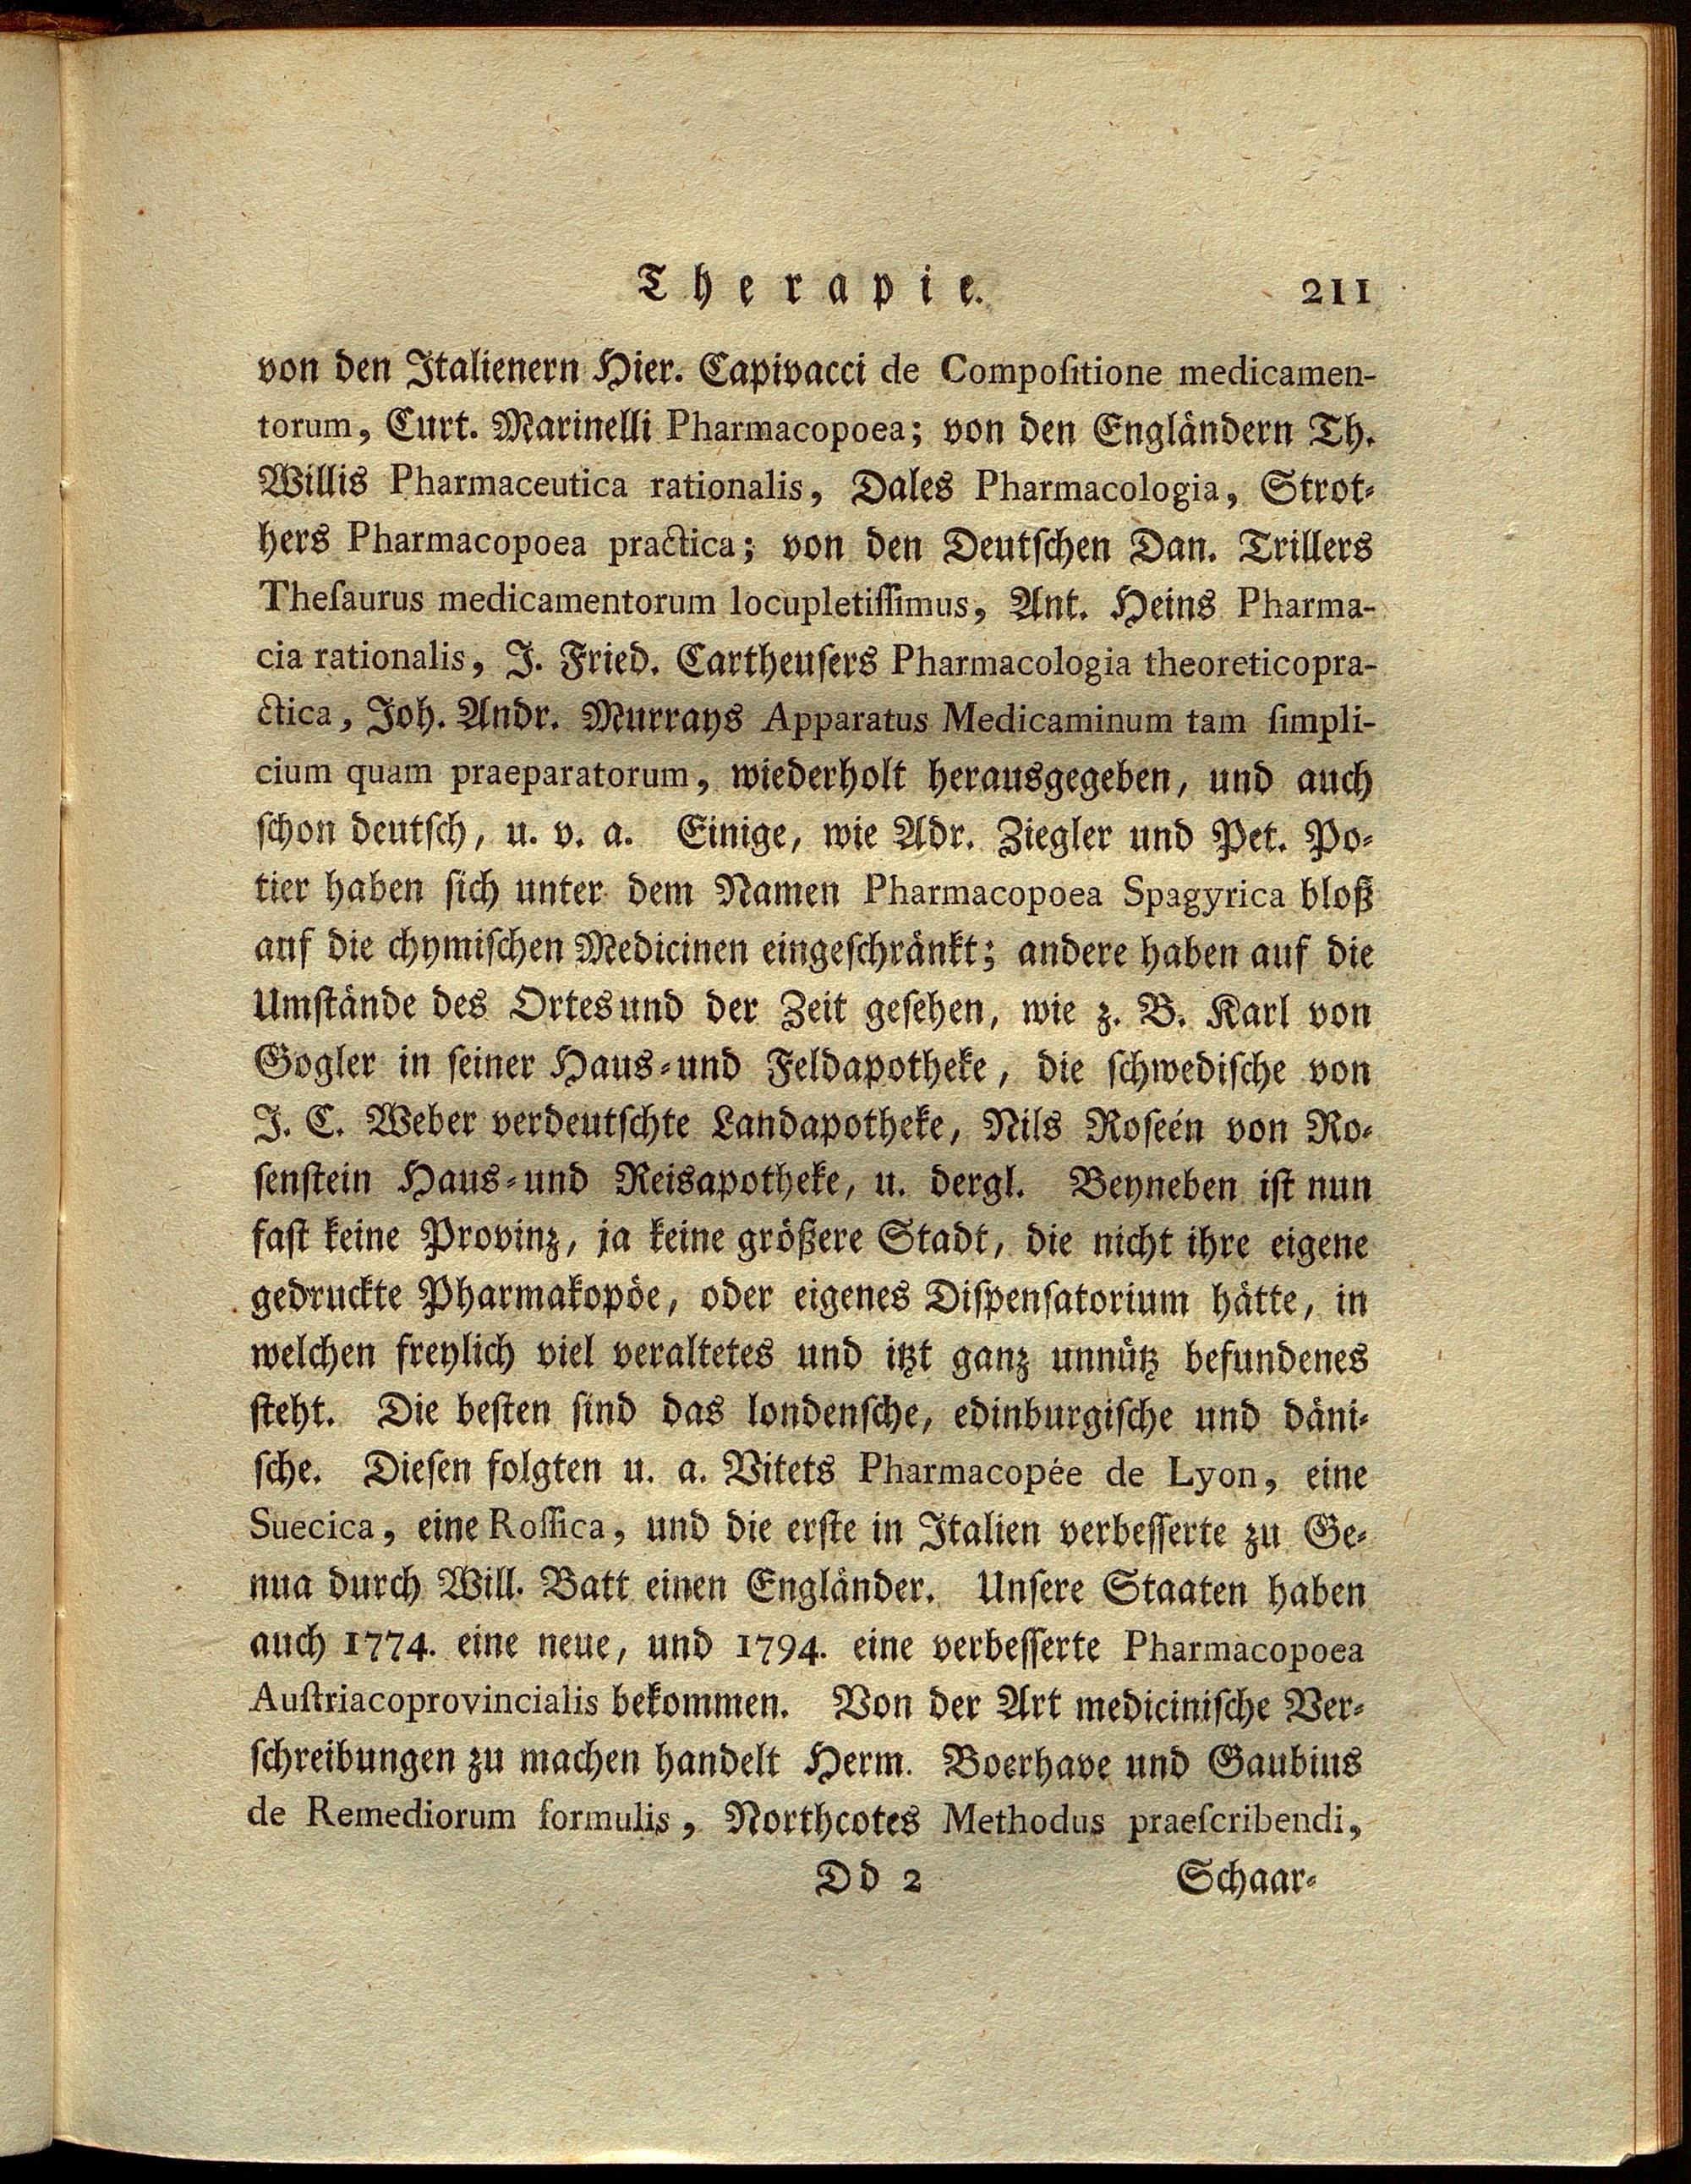 Therapie. 211
von den Italienern Hier. Capivacci de Compoſitione medicamen-
torum, Curt. Marinelli Pharmacopoea; von den Engländern Th.
Willis Pharmaceutica rationalis, Dales Pharmacologia, Strot-
hers Pharmacopoea practica; von den Deutſchen Dan. Trillers
Theſaurus medicamentorum locupletiſſimus, Ant. Heins Pharma-
cia rationalis, J. Fried. Cartheuſers Pharmacologia theoreticopra-
ctica, Joh. Andr. Murrays Apparatus Medicaminum tam ſimpli-
cium quam praeparatorum, wiederholt herausgegeben, und auch
ſchon deutſch, u. v. a. Einige, wie Adr. Ziegler und Pet. Po-
tier haben ſich unter dem Namen Pharmacopoea Spagyrica bloß
auf die chymiſchen Medicinen eingeſchränkt; andere haben auf die
Umſtände des Ortes und der Zeit geſehen, wie z. B. Karl von
Gogler in ſeiner Haus-und Feldapotheke, die ſchwediſche von
J. C. Weber verdeutſchte Landapotheke, Nils Roſeén von Ro-
ſenſtein Haus-und Reisapotheke, u. dergl. Beyneben iſt nun
faſt keine Provinz, ja keine größere Stadt, die nicht ihre eigene
gedruckte Pharmakopöe, oder eigenes Diſpenſatorium hätte, in
welchen freylich viel veraltetes und itzt ganz unnütz befundenes
ſteht. Die beſten ſind das londenſche, edinburgiſche und däni-
ſche. Dieſen folgten u. a. Vitets Pharmacopée de Lyon, eine
Suecica, eine Roſſica, und die erſte in Italien verbeſſerte zu Ge-
nua durch Will. Batt einen Engländer. Unſere Staaten haben
auch 1774. eine neue, und 1794. eine verbeſſerte Pharmacopoea
Auſtriacoprovincialis bekommen. Von der Art mediciniſche Ver-
ſchreibungen zu machen handelt Herm. Boerhave und Gaubius
de Remediorum formulis, Northcotes Methodus praeſcribendi,
Dd 2 Schaar-